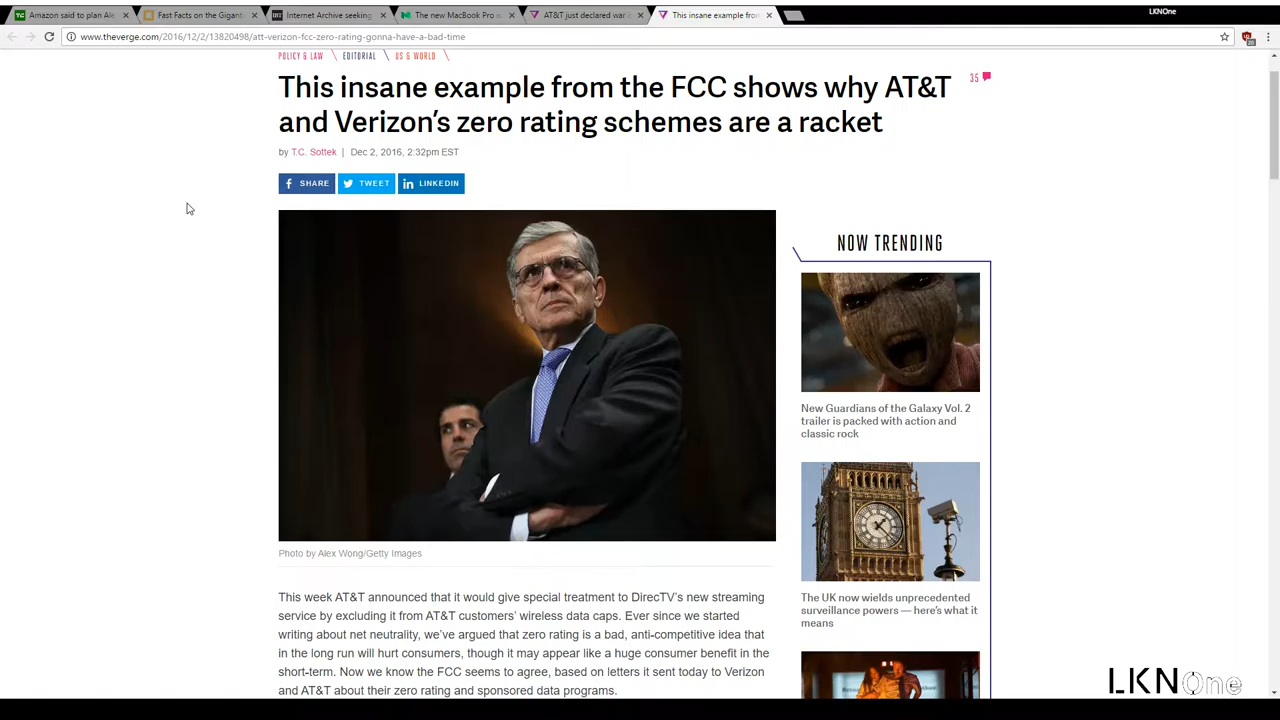 LKNOne
Amazon said to plan Ale
Fast Facts on the Gigant
Internet Archive seeking
The new MacBook Pro is
AT&T just declared war
This insane example from
www.theverge.com/2016/12/2/13820498/att-verizon-fcc-zero-rating-gonna-have-a-bad-time
POLICY & LAW \ EDITORIAL \ US & WORLD \
This insane example from the FCC shows why AT&T
and Verizon's zero rating schemes are a racket
35
by T.C. Sottek | Dec 2, 2016, 2:32pm EST
SHARE
TWEET
LINKEDIN
NOW TRENDING
New Guardians of the Galaxy Vol. 2
trailer is packed with action and
classic rock
Photo by Alex Wong/Getty Images
The UK now wields unprecedented
surveillance powers — here's what it
means
This week AT&T announced that it would give special treatment to DirecTV's new streaming
service by excluding it from AT&T customers' wireless data caps. Ever since we started
writing about net neutrality, we've argued that zero rating is a bad, anti-competitive idea that
in the long run will hurt consumers, though it may appear like a huge consumer benefit in the
short-term. Now we know the FCC seems to agree, based on letters it sent today to Verizon
and AT&T about their zero rating and sponsored data programs.
LKNOne